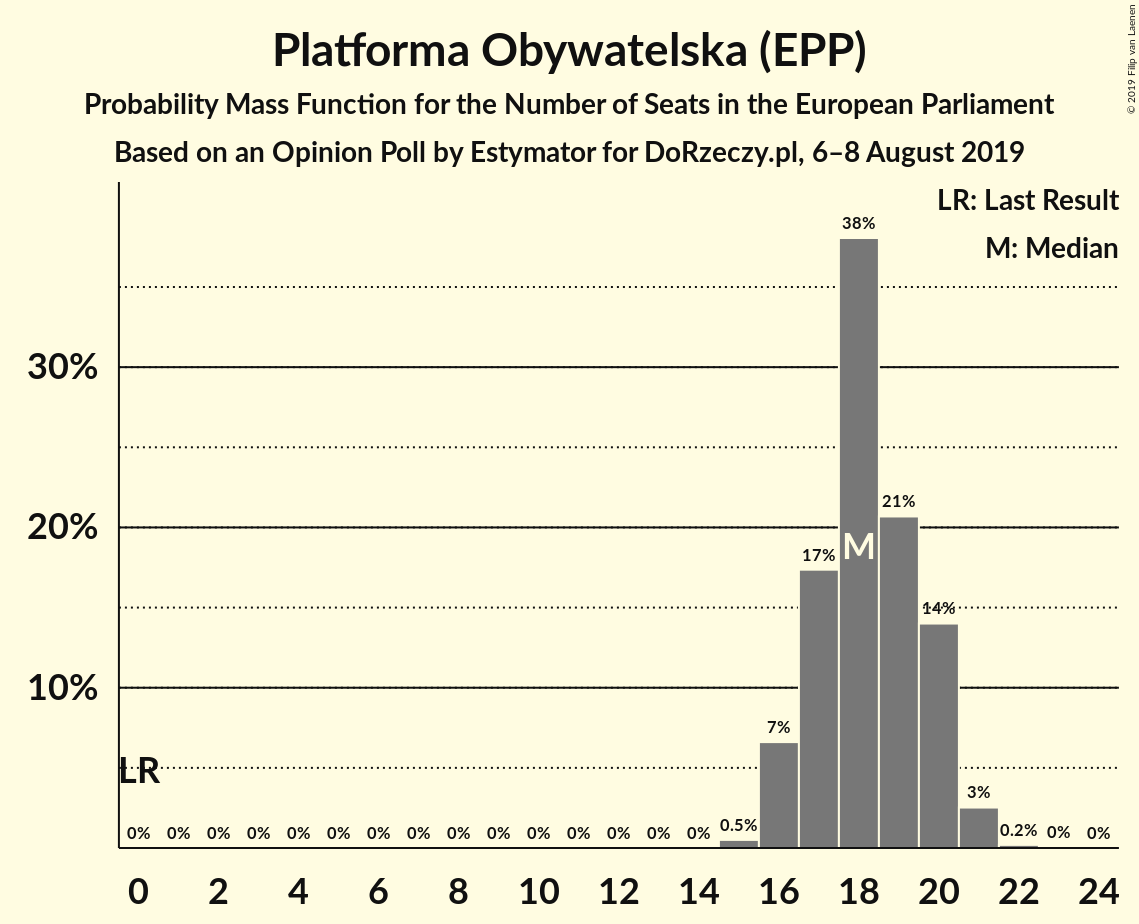 Platforma Obywatelska (EPP)
Probability Mass Function for the Number of Seats in the European Parliament
Based on an Opinion Poll by Estymator for DoRzeczy.pl, 6–8 August 2019
© 2019 Filip van Laenen
LR: Last Result
M: Median
38%
30%
21%
20%
M
17%
14%
10%
7%
LR
3%
0% 0% 0% 0% 0% 0% 0% 0% 0% 0% 0% 0% 0% 0% 0% 0.5% 0.2% 0% 0%
0 2 4 6 8 10 12 14 16 18 20 22 24